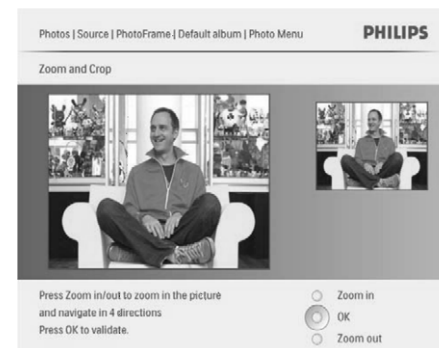 Photos | Source | PhotoFrame | Default album | Photo Menu
PHILIPS
Zoom and Crop
Press Zoom in/out to zoom in the picture
and navigate in 4 directions
Press OK to validate.
Zoom in
OK
Zoom out